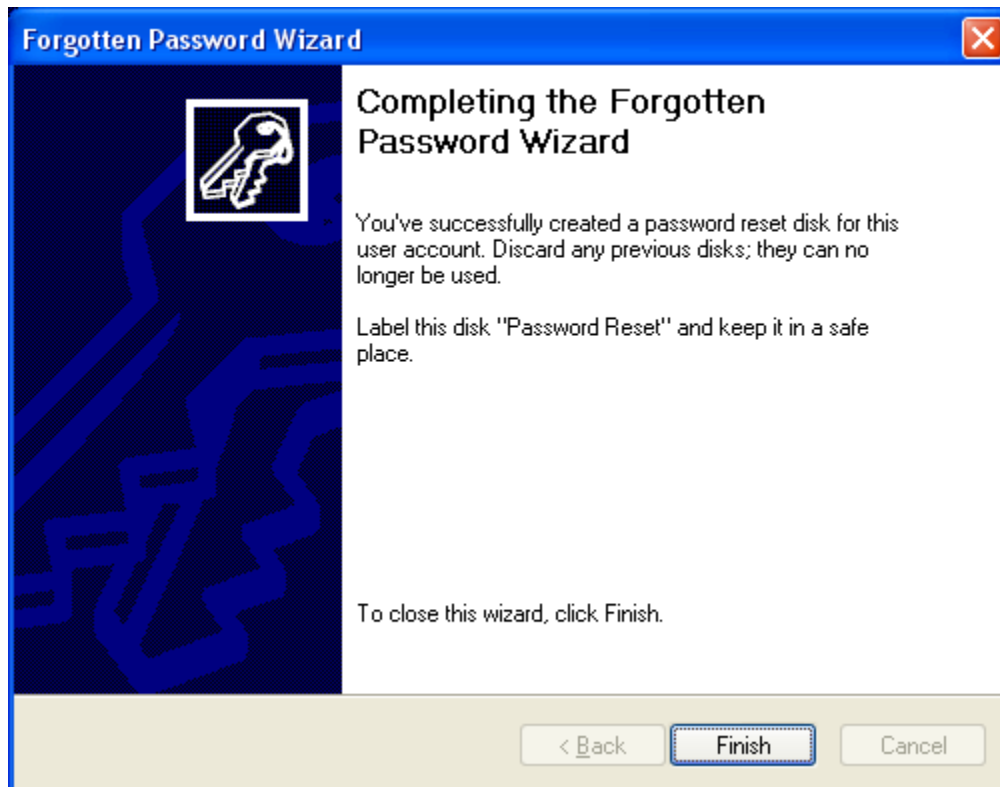 Forgotten Password Wizard
Completing the Forgotten
Password Wizard
You've successfully created a password reset disk for this
user account. Discard any previous disks; they can no
longer be used.
Label this disk "Password Reset" and keep it in a safe
place.
To close this wizard, click Finish.
< Back
Finish
Cancel